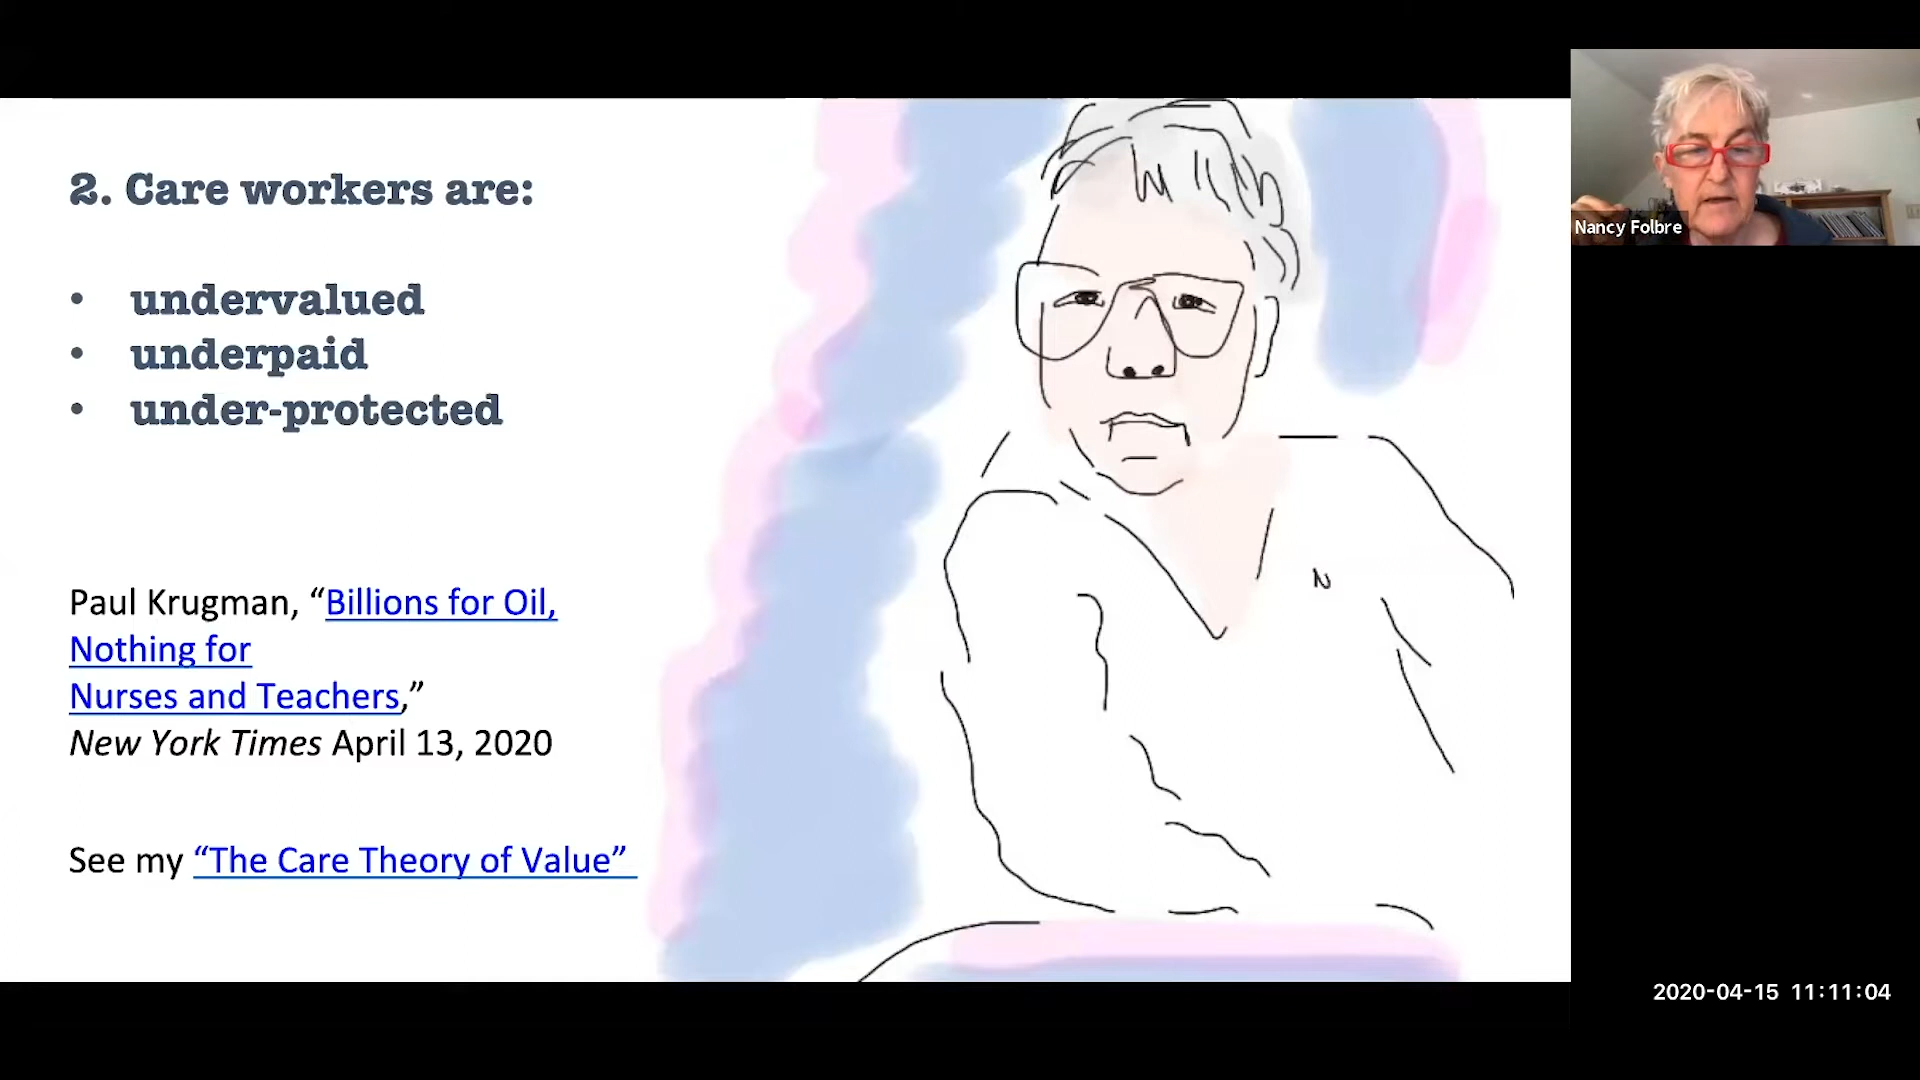 2. Care workers are:
• undervalued
• underpaid
• under-protected
Paul Krugman, “Billions for Oil,
Nothing for
Nurses and Teachers,”
New York Times April 13, 2020
See my “The Care Theory of Value”
N
Nancy Folbre
2020-04-15 11:11:04